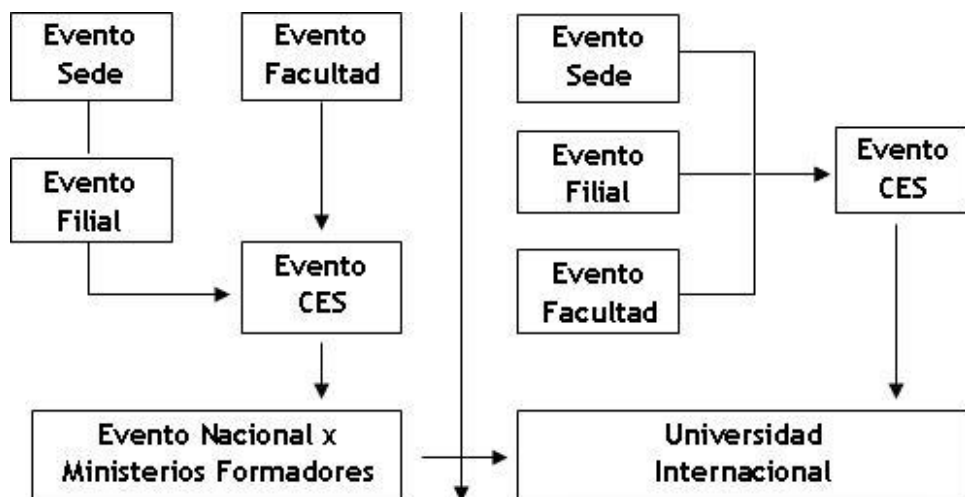 Evento
Sede
Evento
Facultad
Evento
Filial
Evento
CES
Evento Nacional x
Ministerios Formadores
Evento
Sede
Evento
Filial
Evento
Facultad
Evento
CES
Universidad
Internacional